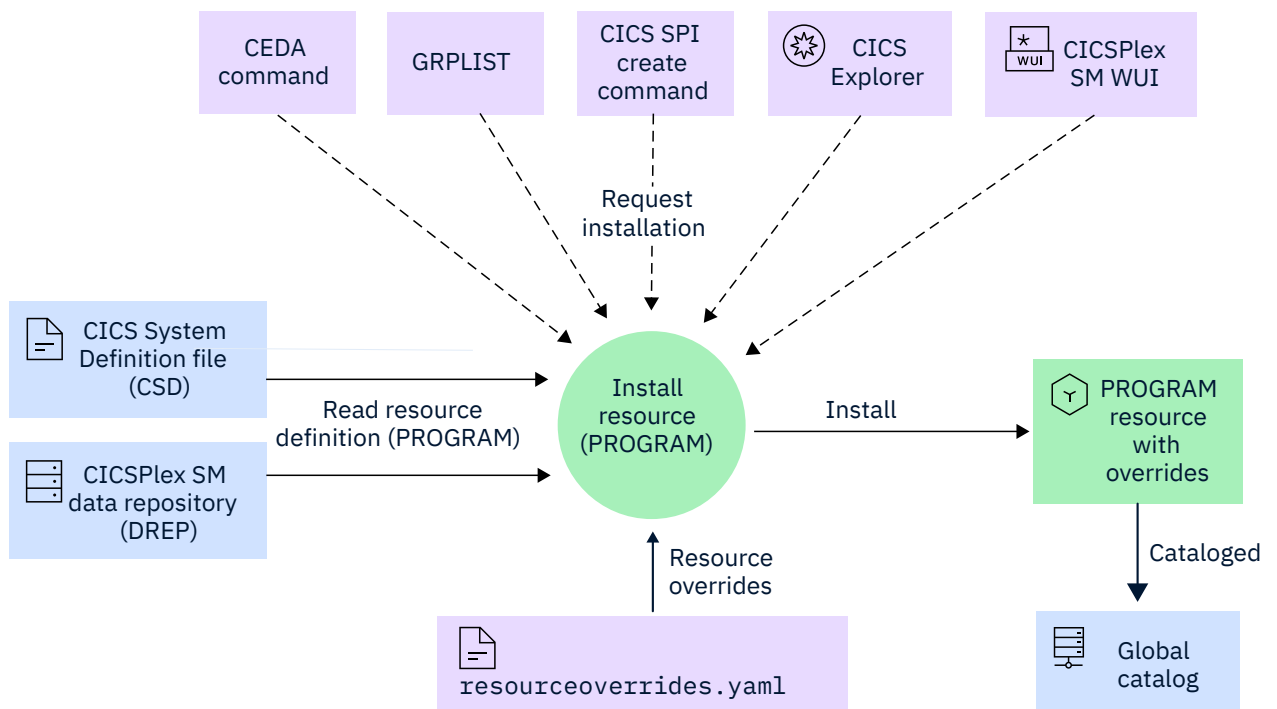 CEDA
command
GRPLIST
CICS SPI
create
command
CICS
Explorer
*
WUI
CICSPlex
SM WUI
Request
installation
CICS System
Definition file
(CSD)
Read resource
definition (PROGRAM)
CICSPlex SM
data repository
(DREP)
Install
resource
(PROGRAM)
Install
PROGRAM
resource
with
overrides
Cataloged
Resource
overrides
resourceoverrides.yaml
Global
catalog